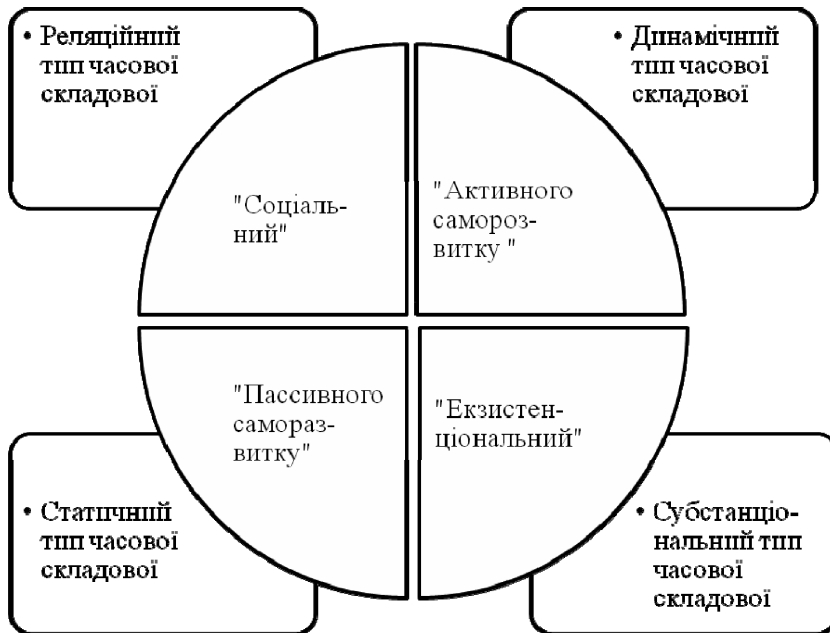 • Реляційний
тип часової
складової
• Динамічний
тип часової
складової
"Соціаль-
ний"
"Активного
самороз-
витку "
"Пассивного
самораз-
витку"
"Екзистен-
ціональний"
• Статичний
тип часової
складової
• Субстанціо-
нальний тип
часової
складової